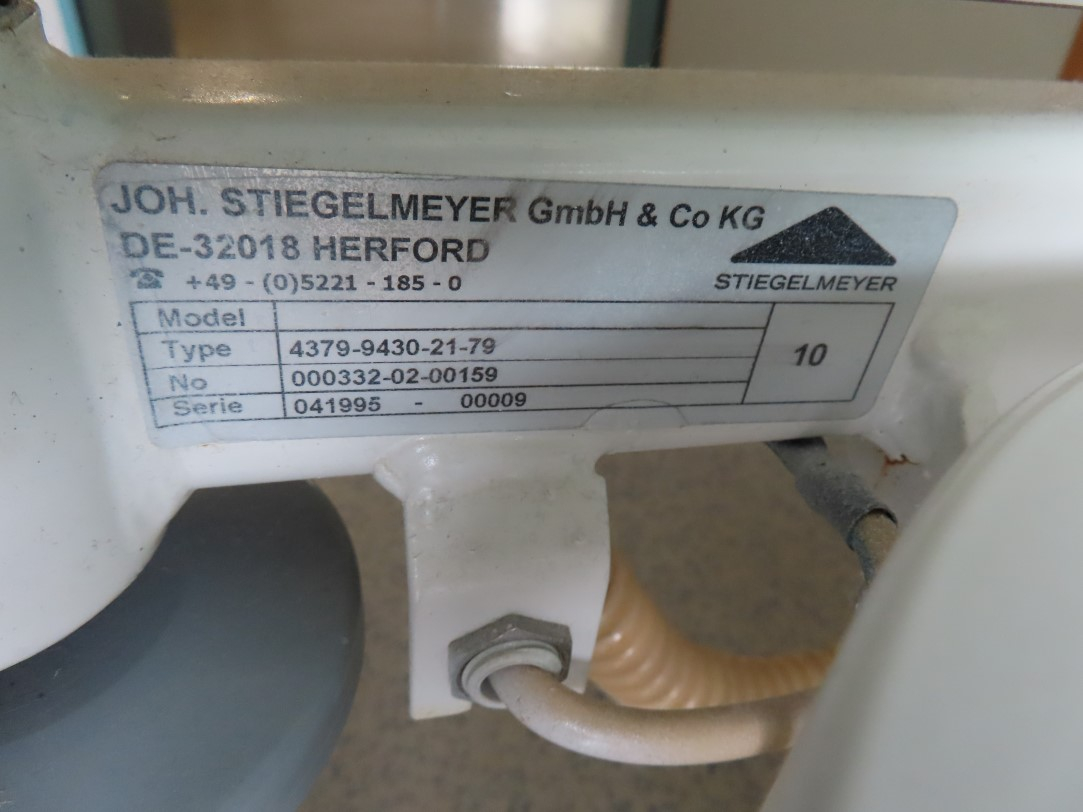 JOH. STIEGELMEYER GmbH & Co KG
DE-32018 HERFORD
☎ +49 - (0)5221 - 185 - 0
STIEGELMEYER
Model
Type 4379-9430-21-79
No 000332-02-00159
Serie 041995 - 00009
10